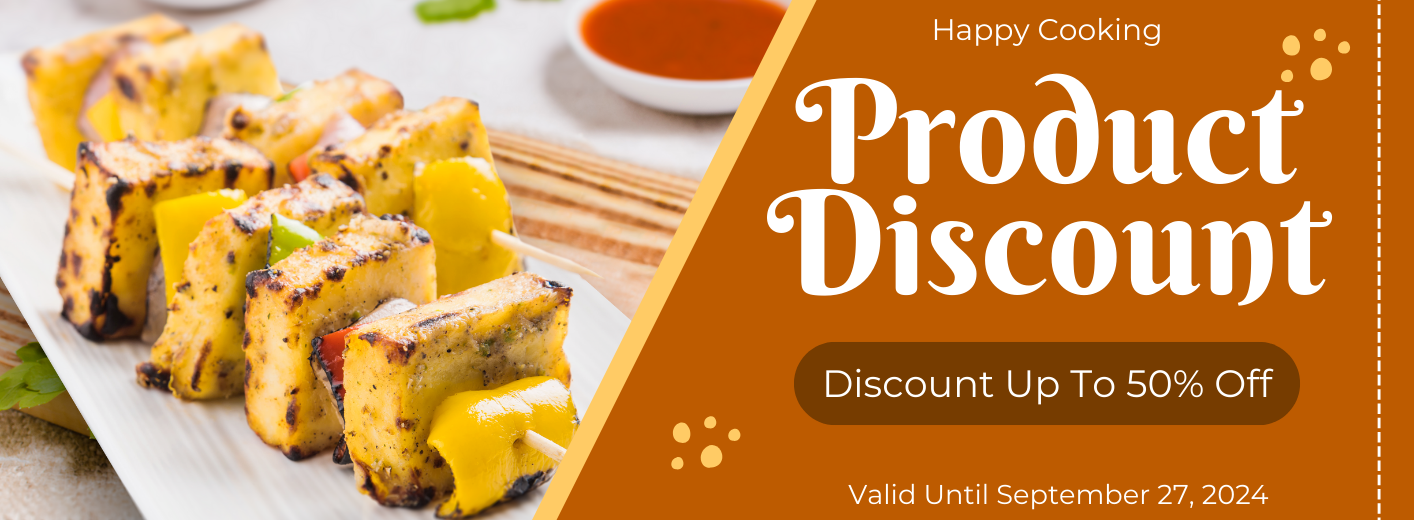 Happy Cooking
Product
Discount
Discount Up To 50% Off
Valid Until September 27, 2024